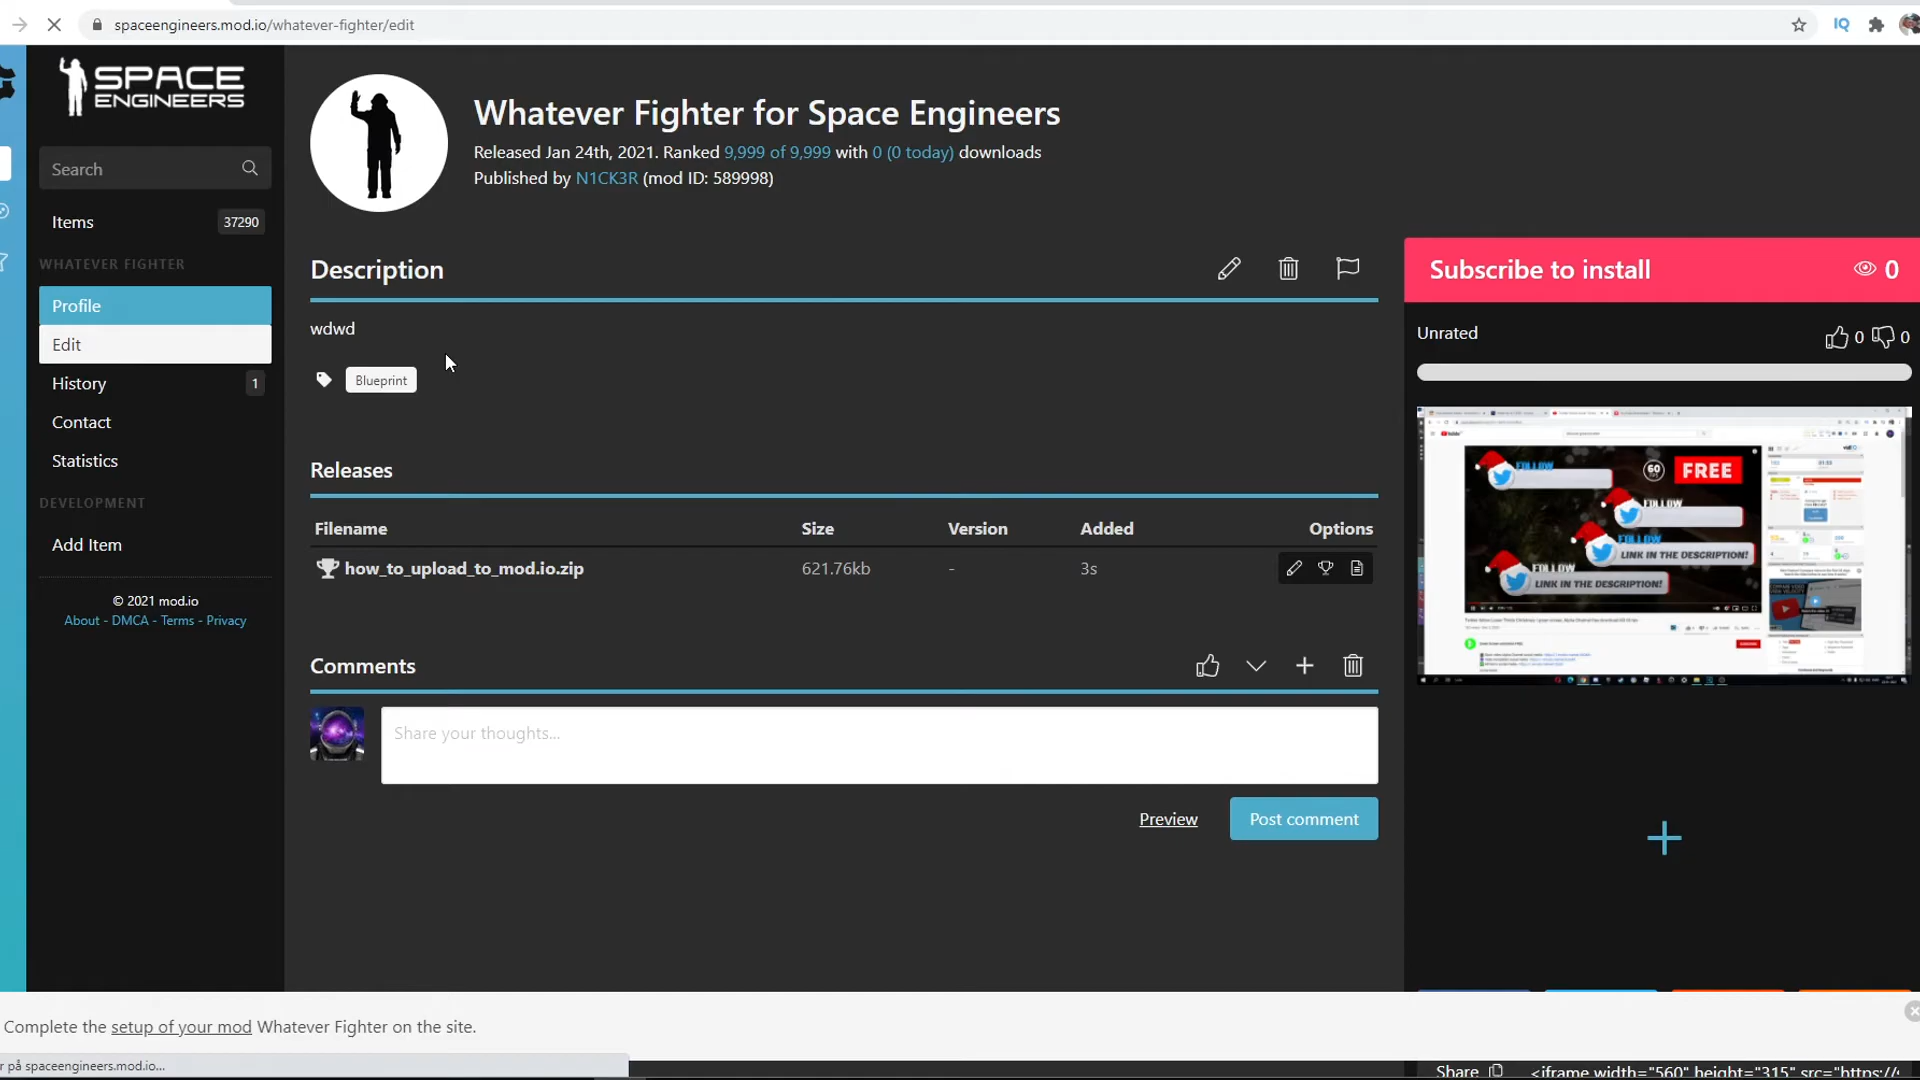 spaceengineers.mod.io/whatever-fighter/edit
IQ
SPACE
ENGINEERS
Search
Items
37290
WHATEVER FIGHTER
Profile
Edit
History
1
Contact
Statistics
DEVELOPMENT
Add Item
© 2021 mod.io
About - DMCA - Terms - Privacy
Whatever Fighter for Space Engineers
Released Jan 24th, 2021. Ranked 9,999 of 9,999 with 0 (0 today) downloads
Published by N1CK3R (mod ID: 589998)
Description
wdwd
Blueprint
Releases
Filename Size Version Added Options
how_to_upload_to_mod.io.zip 621.76kb - 3s
Comments
Share your thoughts...
Preview
Post comment
Subscribe to install
0
Unrated
0
0
FOLLOW
60
FREE
FOLLOW
FOLLOW
LINK IN THE DESCRIPTION!
FOLLOW
LINK IN THE DESCRIPTION!
Complete the setup of your mod Whatever Fighter on the site.
r på spaceengineers.mod.io...
Share
<iframe width="560" height="315" src="https://